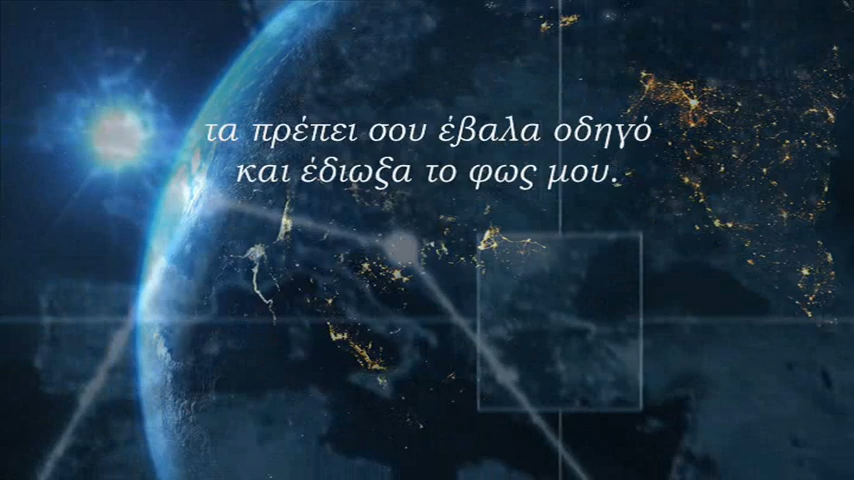 τα πρέπει σου έβαλα οδηγό
και έδιωξα το φως μου.